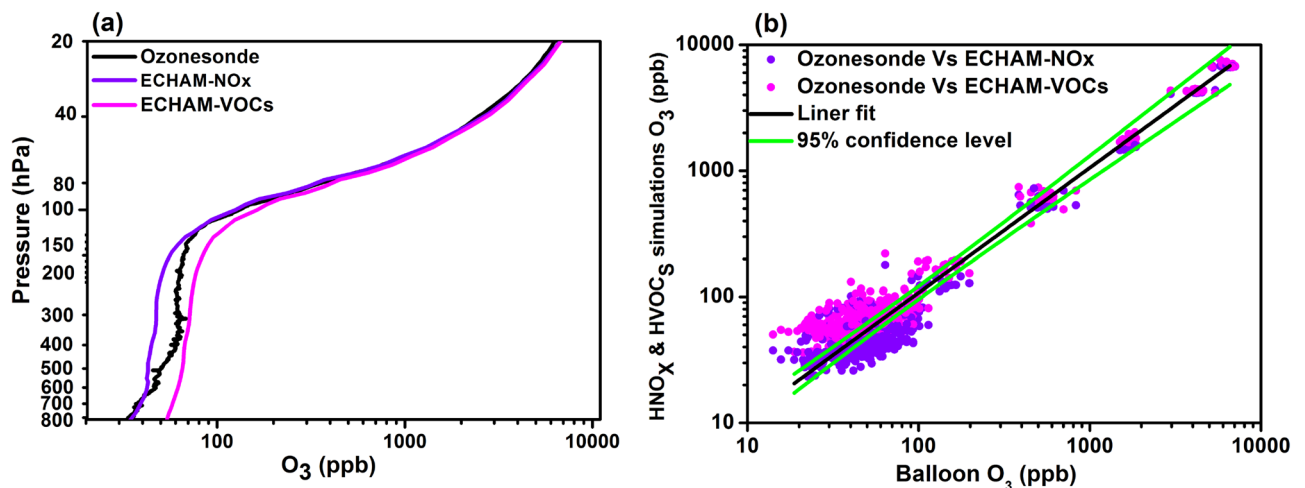 (a)
Ozonesonde
ECHAM-NOx
ECHAM-VOCs
Pressure (hPa)
20
40
60
80
100
150
200
300
400
500
600
700
800
100
1000
10000
O3 (ppb)
(b)
Ozonesonde Vs ECHAM-NOx
Ozonesonde Vs ECHAM-VOCs
Liner fit
95% confidence level
HNOX & HVOCS simulations O3 (ppb)
10000
1000
100
10
10
100
1000
10000
Balloon O3 (ppb)